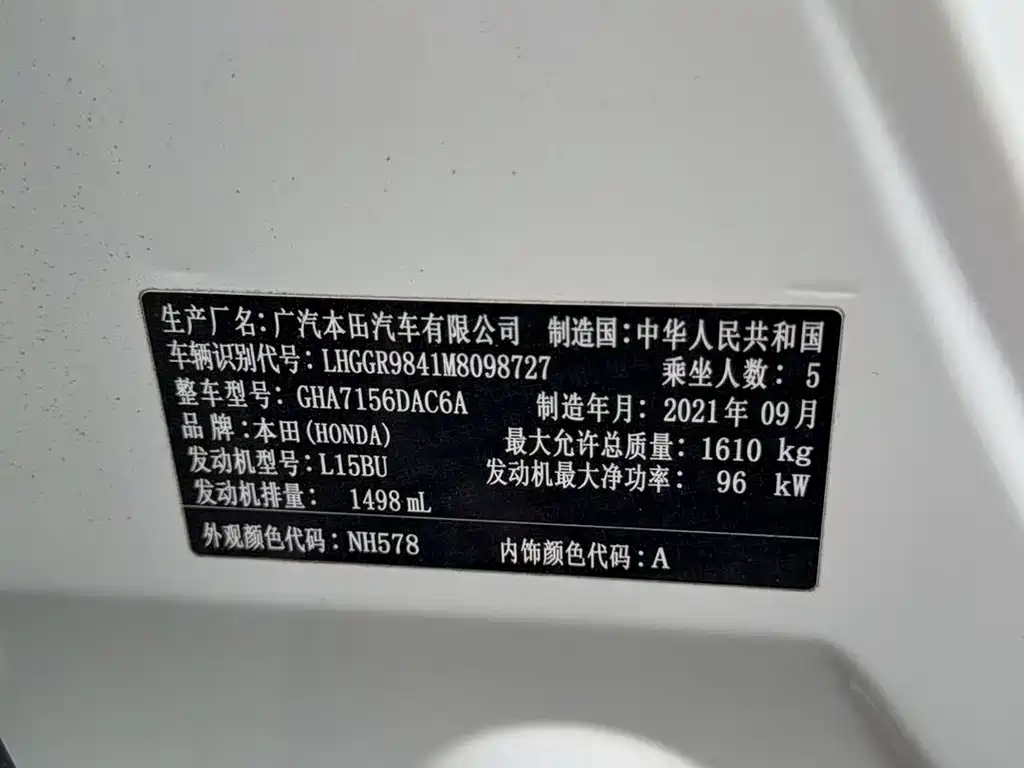 生产厂名:广汽本田汽车有限公司 制造国:中华人民共和国
车辆识别代号: LHGGR9841M8098727 乘坐人数: 5
整车型号: GHA7156DAC6A 制造年月: 2021年 09月
品牌:本田(HONDA) 最大允许总质量: 1610 kg
发动机型号:L15BU 发动机最大净功率: 96 kW
发动机排量: 1498 mL
外观颜色代码: NH578 内饰颜色代码:A